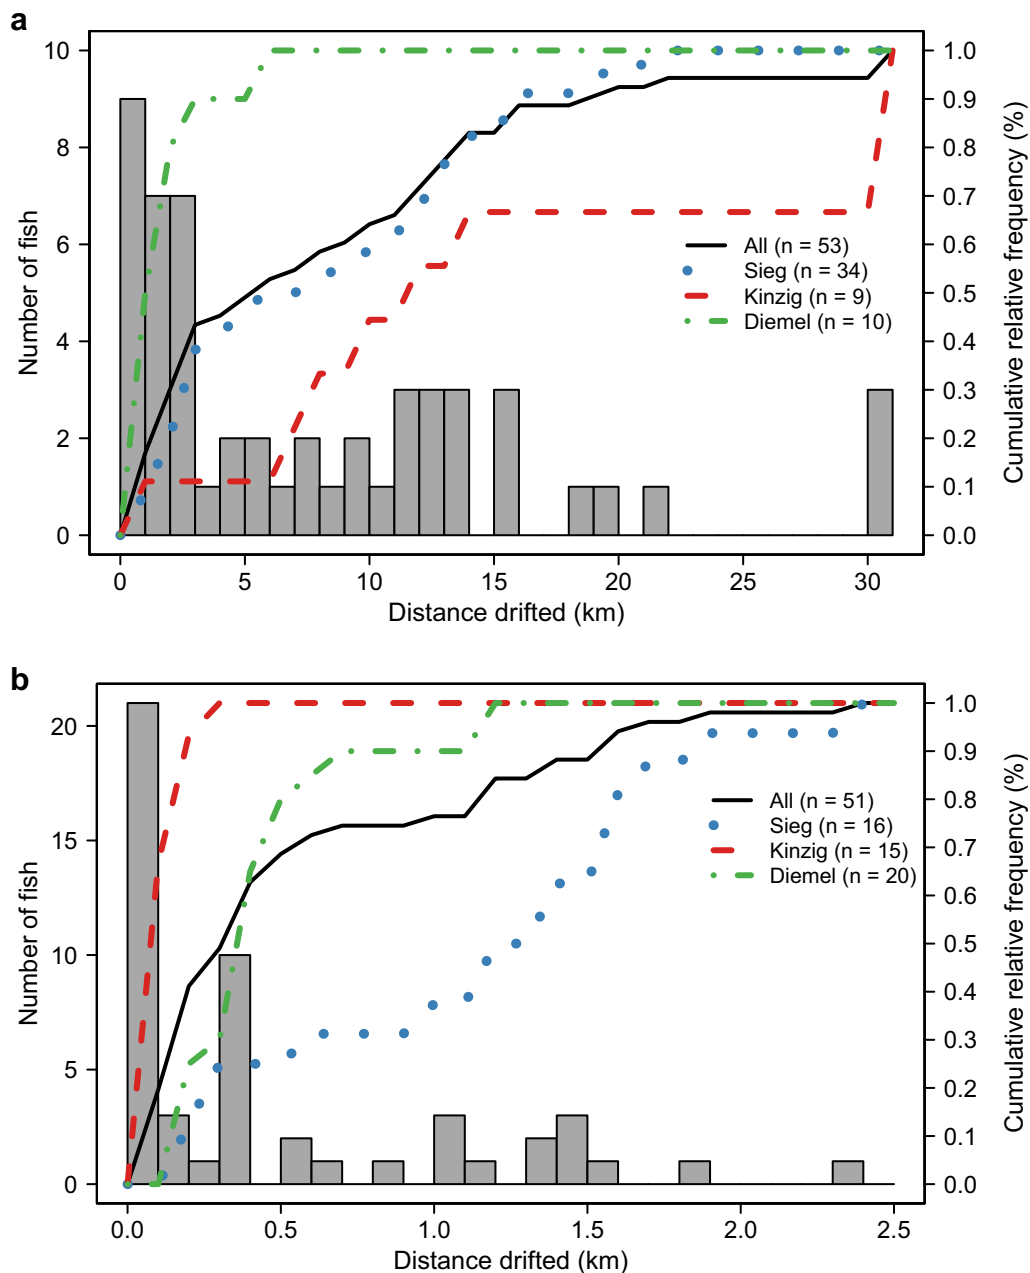 a
10
8
6
4
2
0
Number of fish
1.0
0.9
0.8
0.7
0.6
0.5
0.4
0.3
0.2
0.1
0.0
Cumulative relative frequency (%)
All (n = 53)
Sieg (n = 34)
Kinzig (n = 9)
Diemel (n = 10)
0 5 10 15 20 25 30
Distance drifted (km)
b
20
15
10
5
0
Number of fish
1.0
0.9
0.8
0.7
0.6
0.5
0.4
0.3
0.2
0.1
0.0
Cumulative relative frequency (%)
All (n = 51)
Sieg (n = 16)
Kinzig (n = 15)
Diemel (n = 20)
0.0 0.5 1.0 1.5 2.0 2.5
Distance drifted (km)